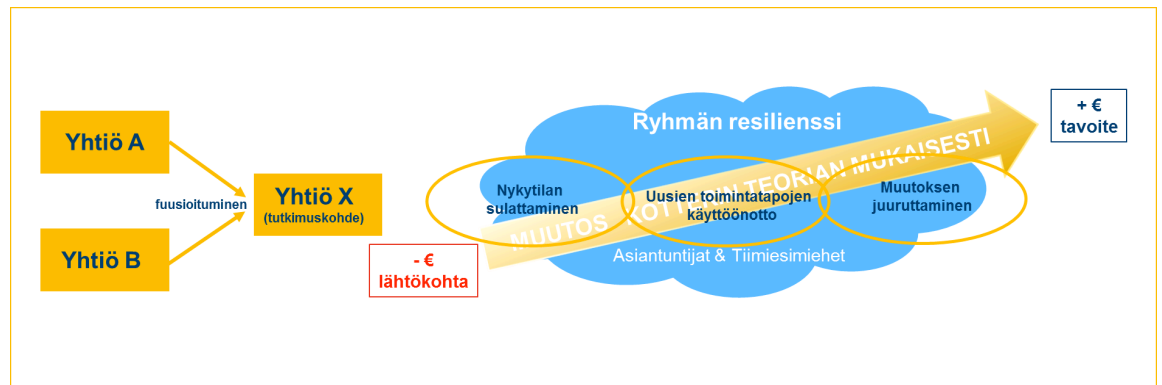 Yhtiö A
Yhtiö B
fuusioituminen
Yhtiö X
(tutkimuskohde)
- €
lähtökohta
Ryhmän resilienssi
MUUTOS KOTTERIN TEORIAN MUKAISESTI
Nykytilan
sulattaminen
Uusien toimintatapojen
käyttöönotto
Muutoksen
juuruttaminen
Asiantuntijat & Tiimiesimiehet
+ €
tavoite